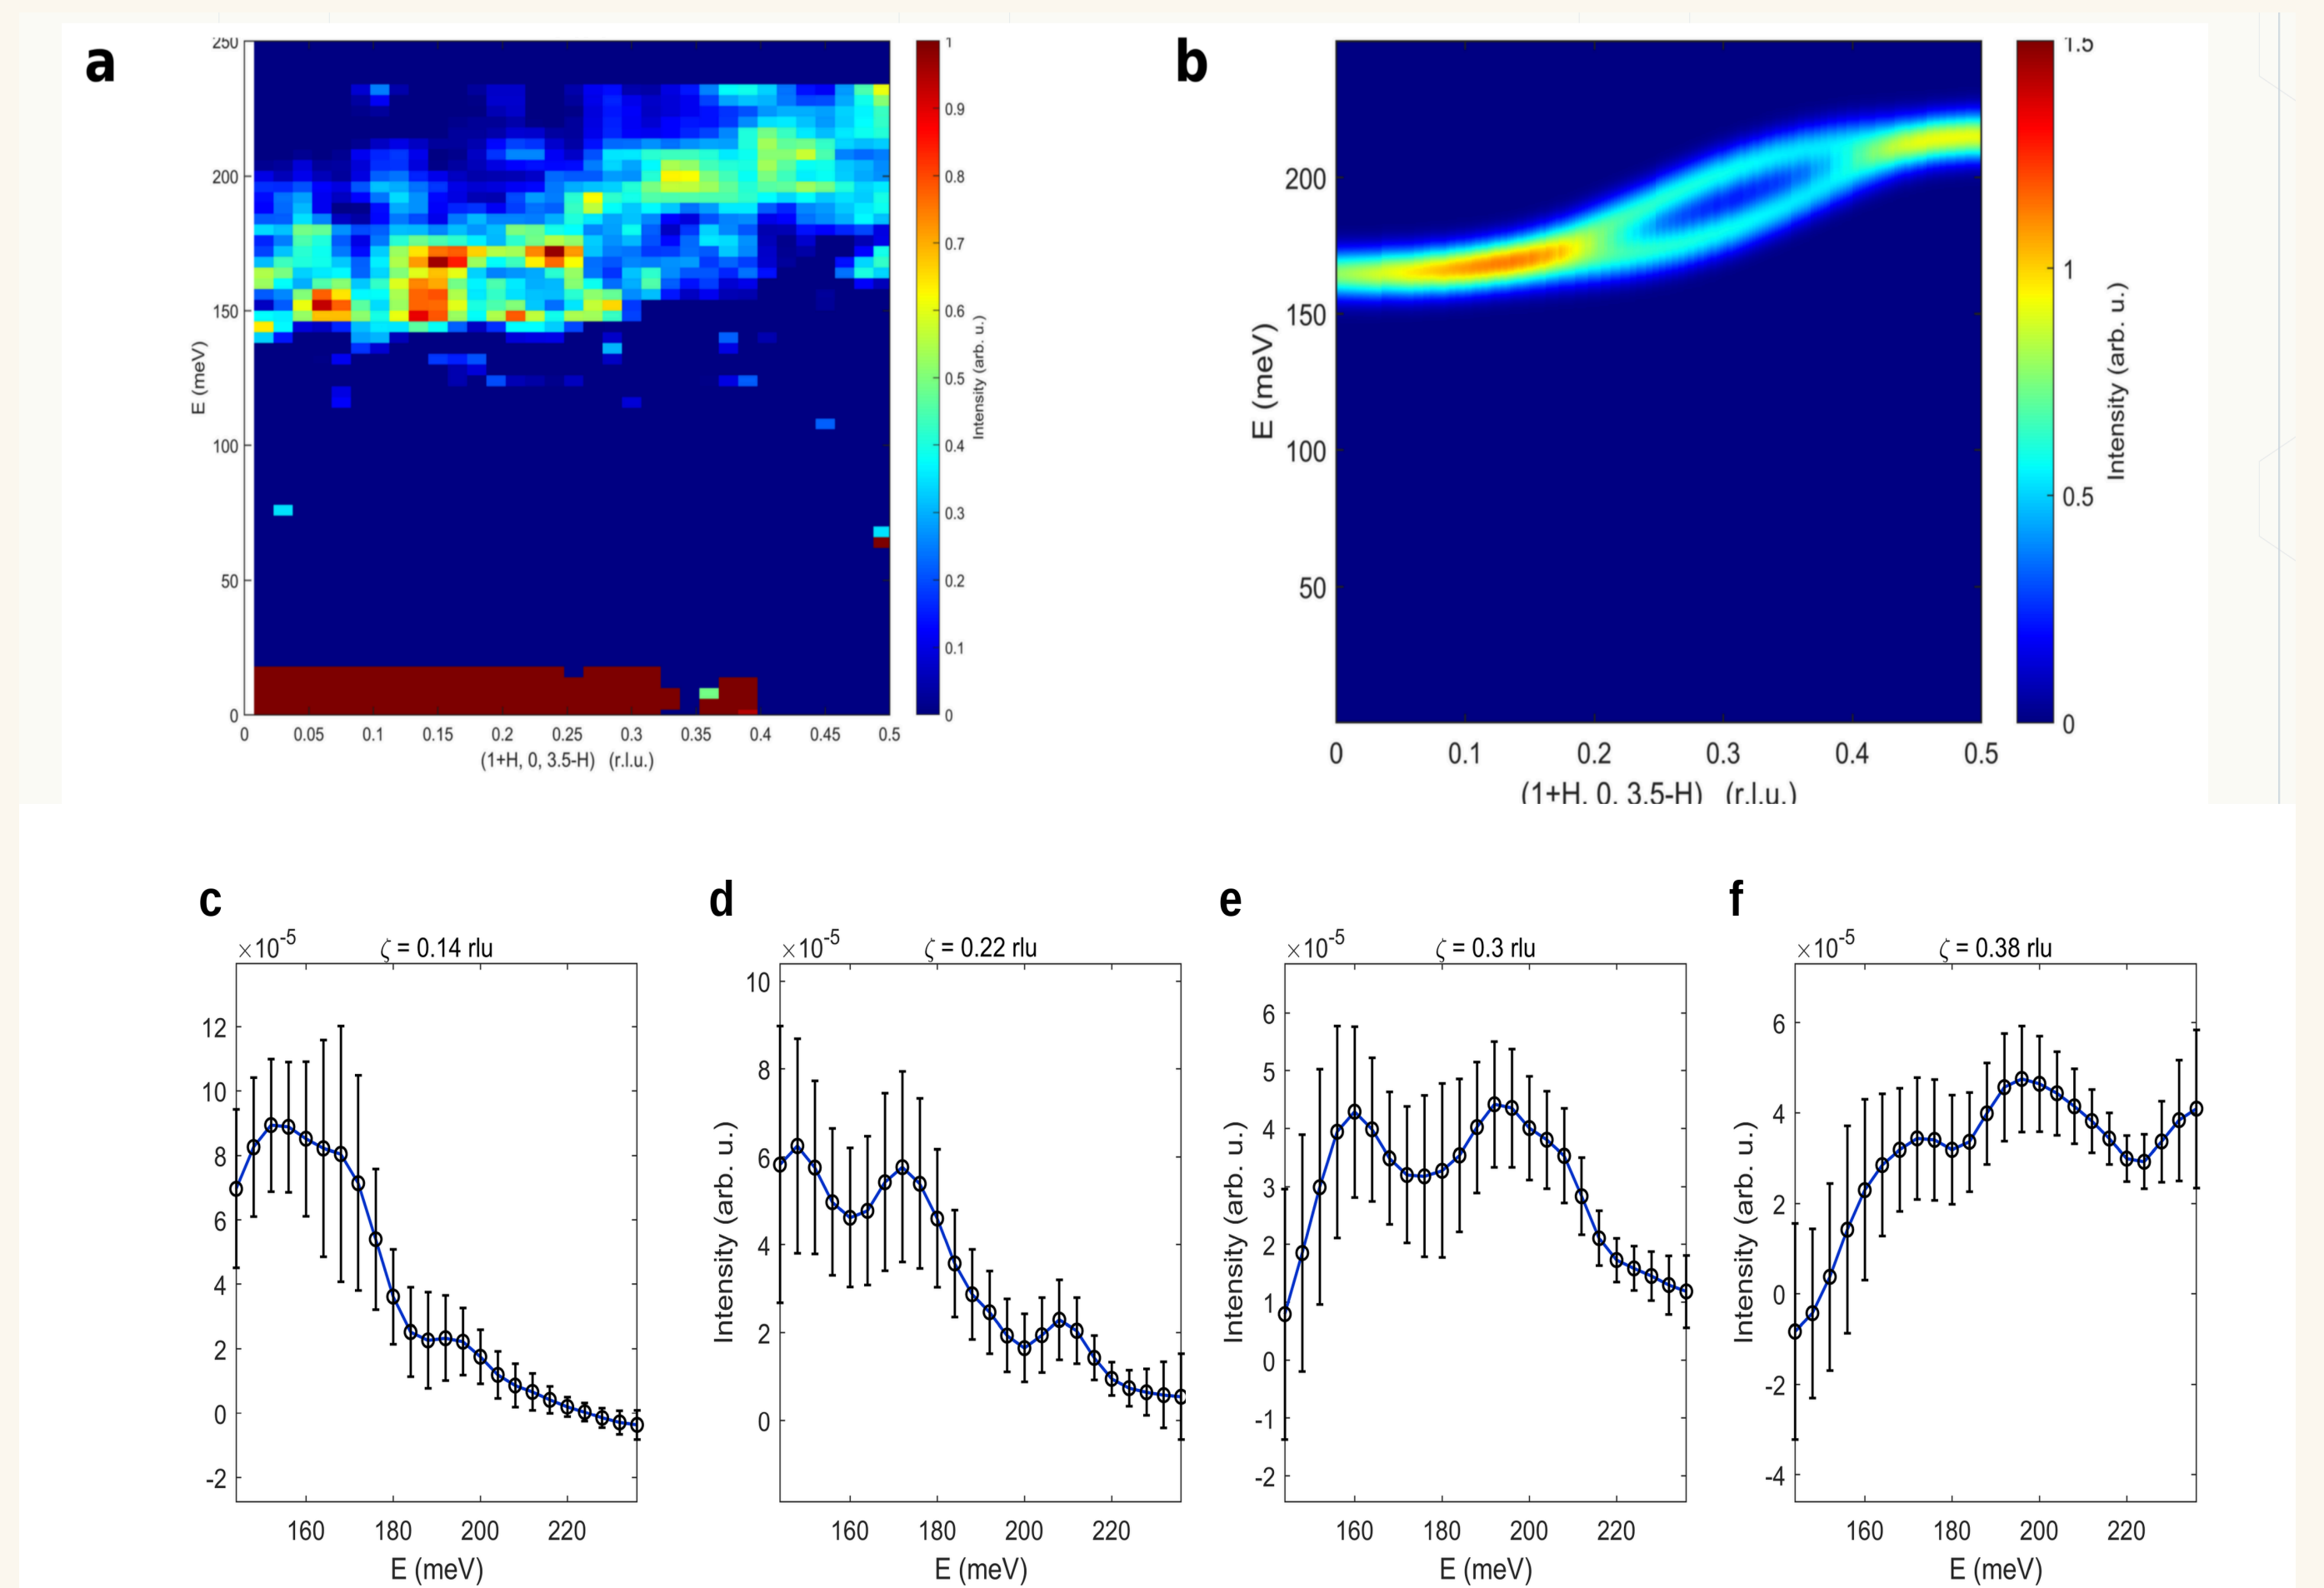 a
250
200
150
100
50
0
E (meV)
0 0.05 0.1 0.15 0.2 0.25 0.3 0.35 0.4 0.45 0.5
(1+H, 0, 3.5-H) (r.l.u.)
1
0.9
0.8
0.7
0.6
0.5
0.4
0.3
0.2
0.1
0
Intensity (arb. u.)
b
200
150
100
50
E (meV)
0 0.1 0.2 0.3 0.4 0.5
(1+H, 0, 3.5-H) (r.l.u.)
1.5
1
0.5
0
Intensity (arb. u.)
c
×10-5
ζ = 0.14 rlu
12
10
8
6
4
2
0
-2
160 180 200 220
E (meV)
d
×10-5
ζ = 0.22 rlu
10
8
6
4
2
0
Intensity (arb. u.)
160 180 200 220
E (meV)
e
×10-5
ζ = 0.3 rlu
6
5
4
3
2
1
0
-1
-2
Intensity (arb. u.)
160 180 200 220
E (meV)
f
×10-5
ζ = 0.38 rlu
6
4
2
0
-2
-4
Intensity (arb. u.)
160 180 200 220
E (meV)